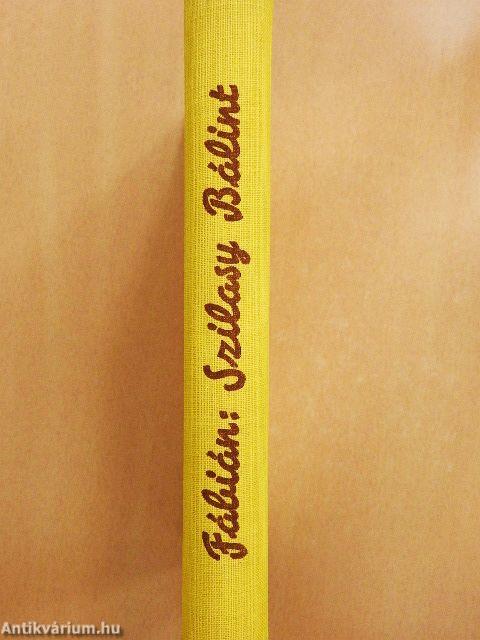 Fábián: Szilasy Bálint
Antikvárium.hu